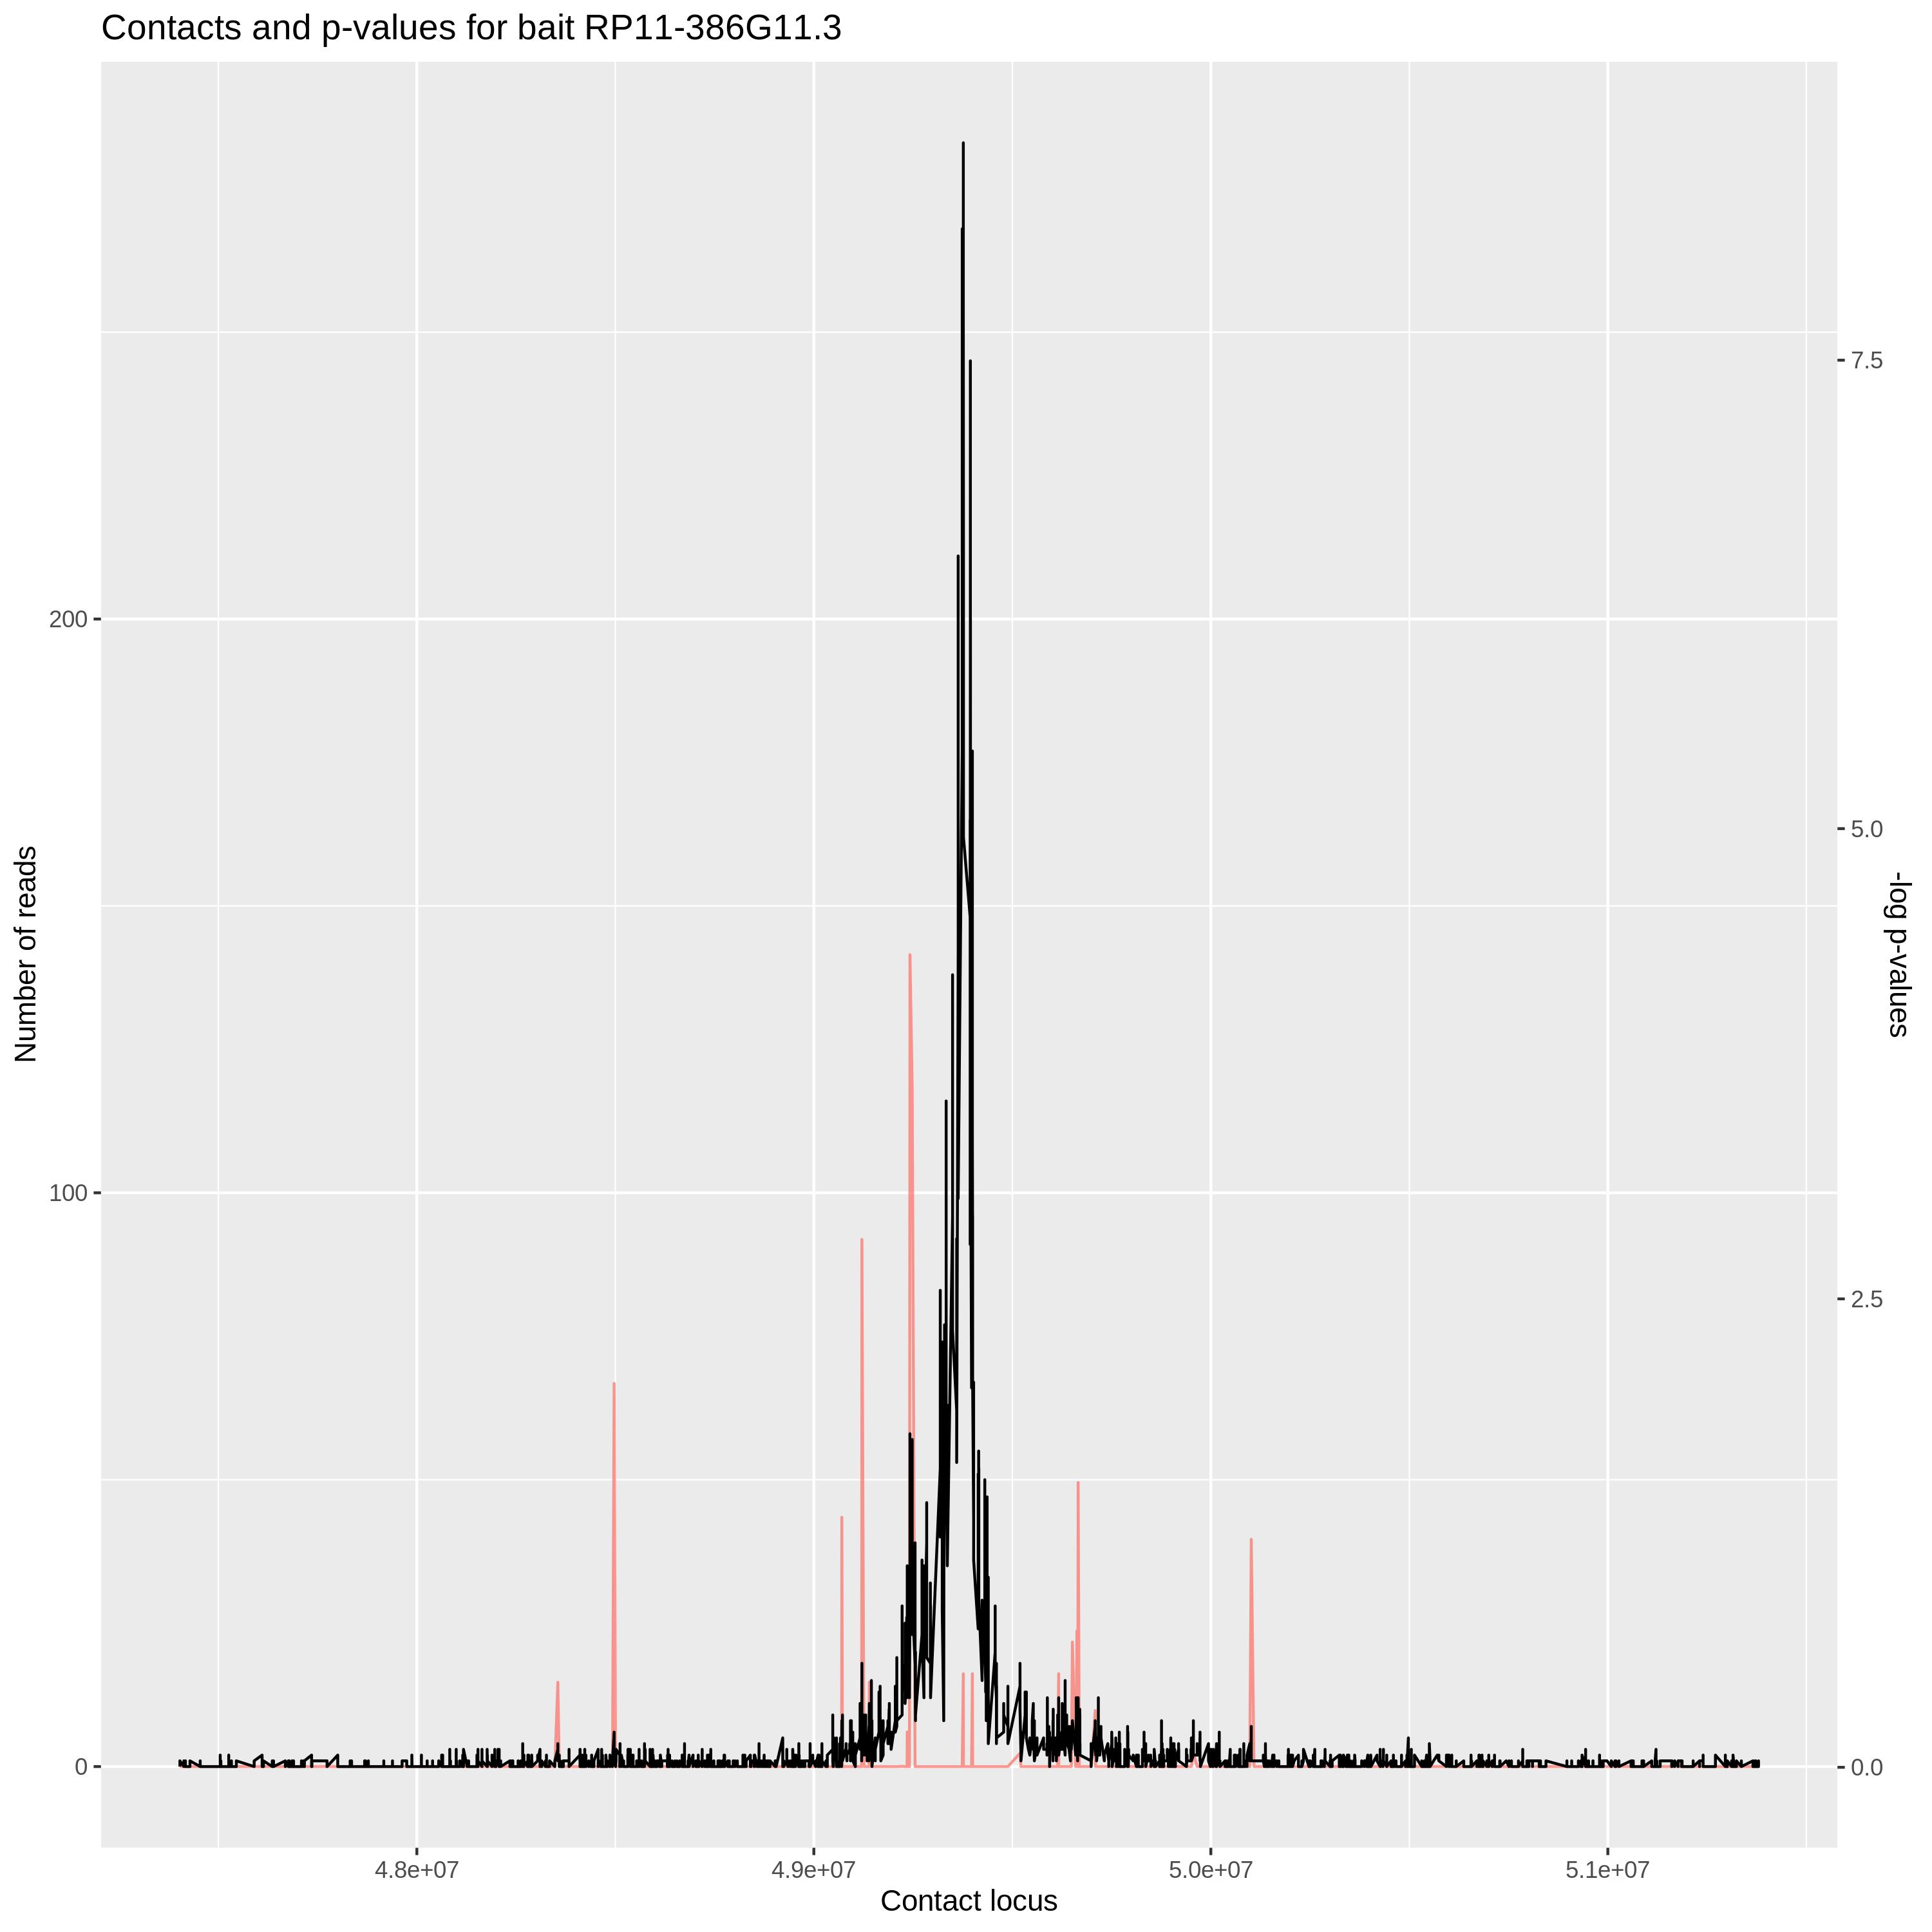 Contacts and p-values for bait RP11-386G11.3
Number of reads
200
100
0
7.5
5.0
2.5
0.0
-log p-values
4.8e+07
4.9e+07
5.0e+07
5.1e+07
Contact locus